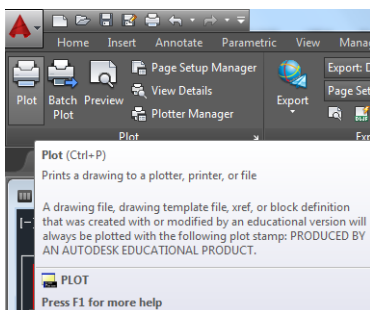 Home Insert Annotate Parametric View Mana
Plot
Batch Plot
Preview
Page Setup Manager
View Details
Plotter Manager
Export
Export: D
Page Set
Plot
Exp
Plot (Ctrl+P)
Prints a drawing to a plotter, printer, or file
A drawing file, drawing template file, xref, or block definition
that was created with or modified by an educational version will
always be plotted with the following plot stamp: PRODUCED BY
AN AUTODESK EDUCATIONAL PRODUCT.
PLOT
Press F1 for more help